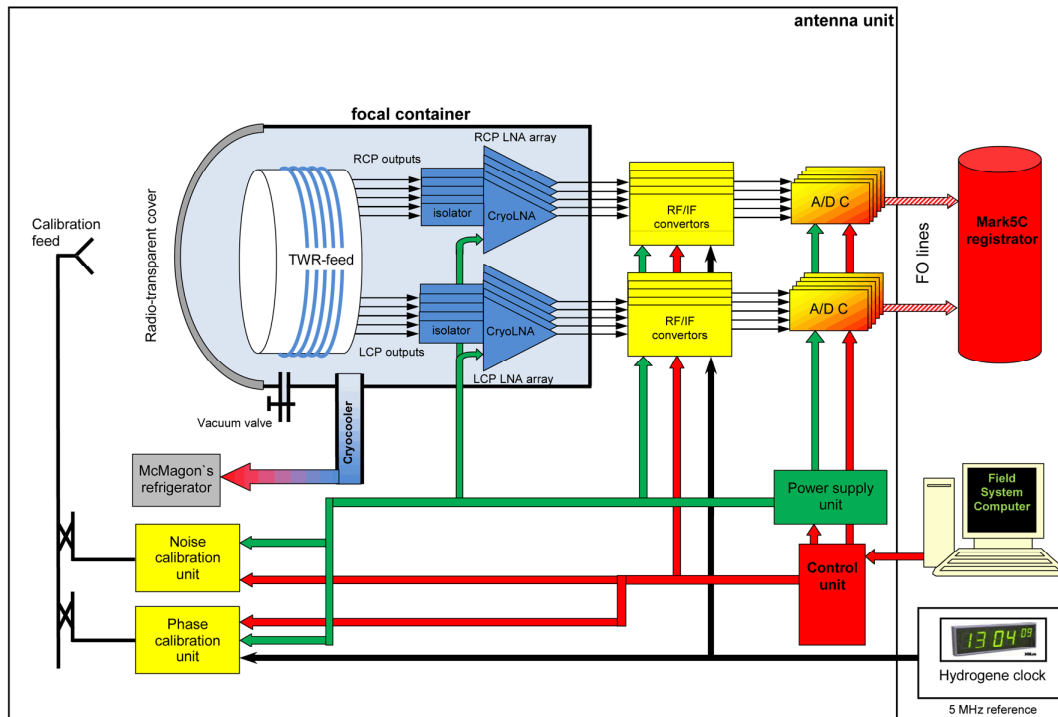 antenna unit
focal container
RCP LNA array
RCP outputs
isolator
CryoLNA
RF/IF
convertors
A/D C
Mark5C
registrator
FO lines
Calibration
feed
Radio-transparent cover
TWR-feed
isolator
CryoLNA
RF/IF
convertors
A/D C
LCP outputs
LCP LNA array
Vacuum valve
Cryocooler
McMagon`s
refrigerator
Power supply
unit
Field
System
Computer
Noise
calibration
unit
Control
unit
Phase
calibration
unit
13 04 09
Hydrogene clock
5 MHz reference